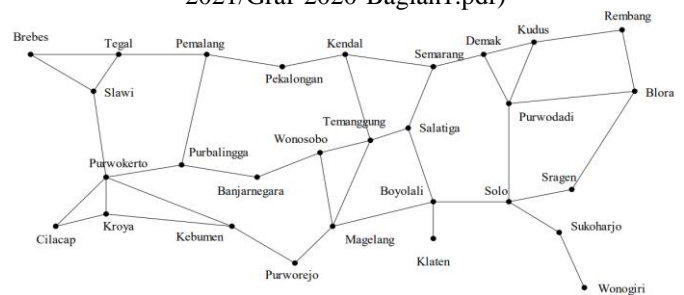 2021/Graf-2020-Bagian1.pdf)
Rembang
Brebes
Tegal
Pemalang
Kendal
Demak
Kudus
Semarang
Pekalongan
Slawi
Blora
Purwodadi
Temanggung
Salatiga
Wonosobo
Purbalingga
Purwokerto
Sragen
Banjarnegara
Boyolali
Solo
Sukoharjo
Cilacap
Kroya
Kebumen
Magelang
Klaten
Purworejo
Wonogiri